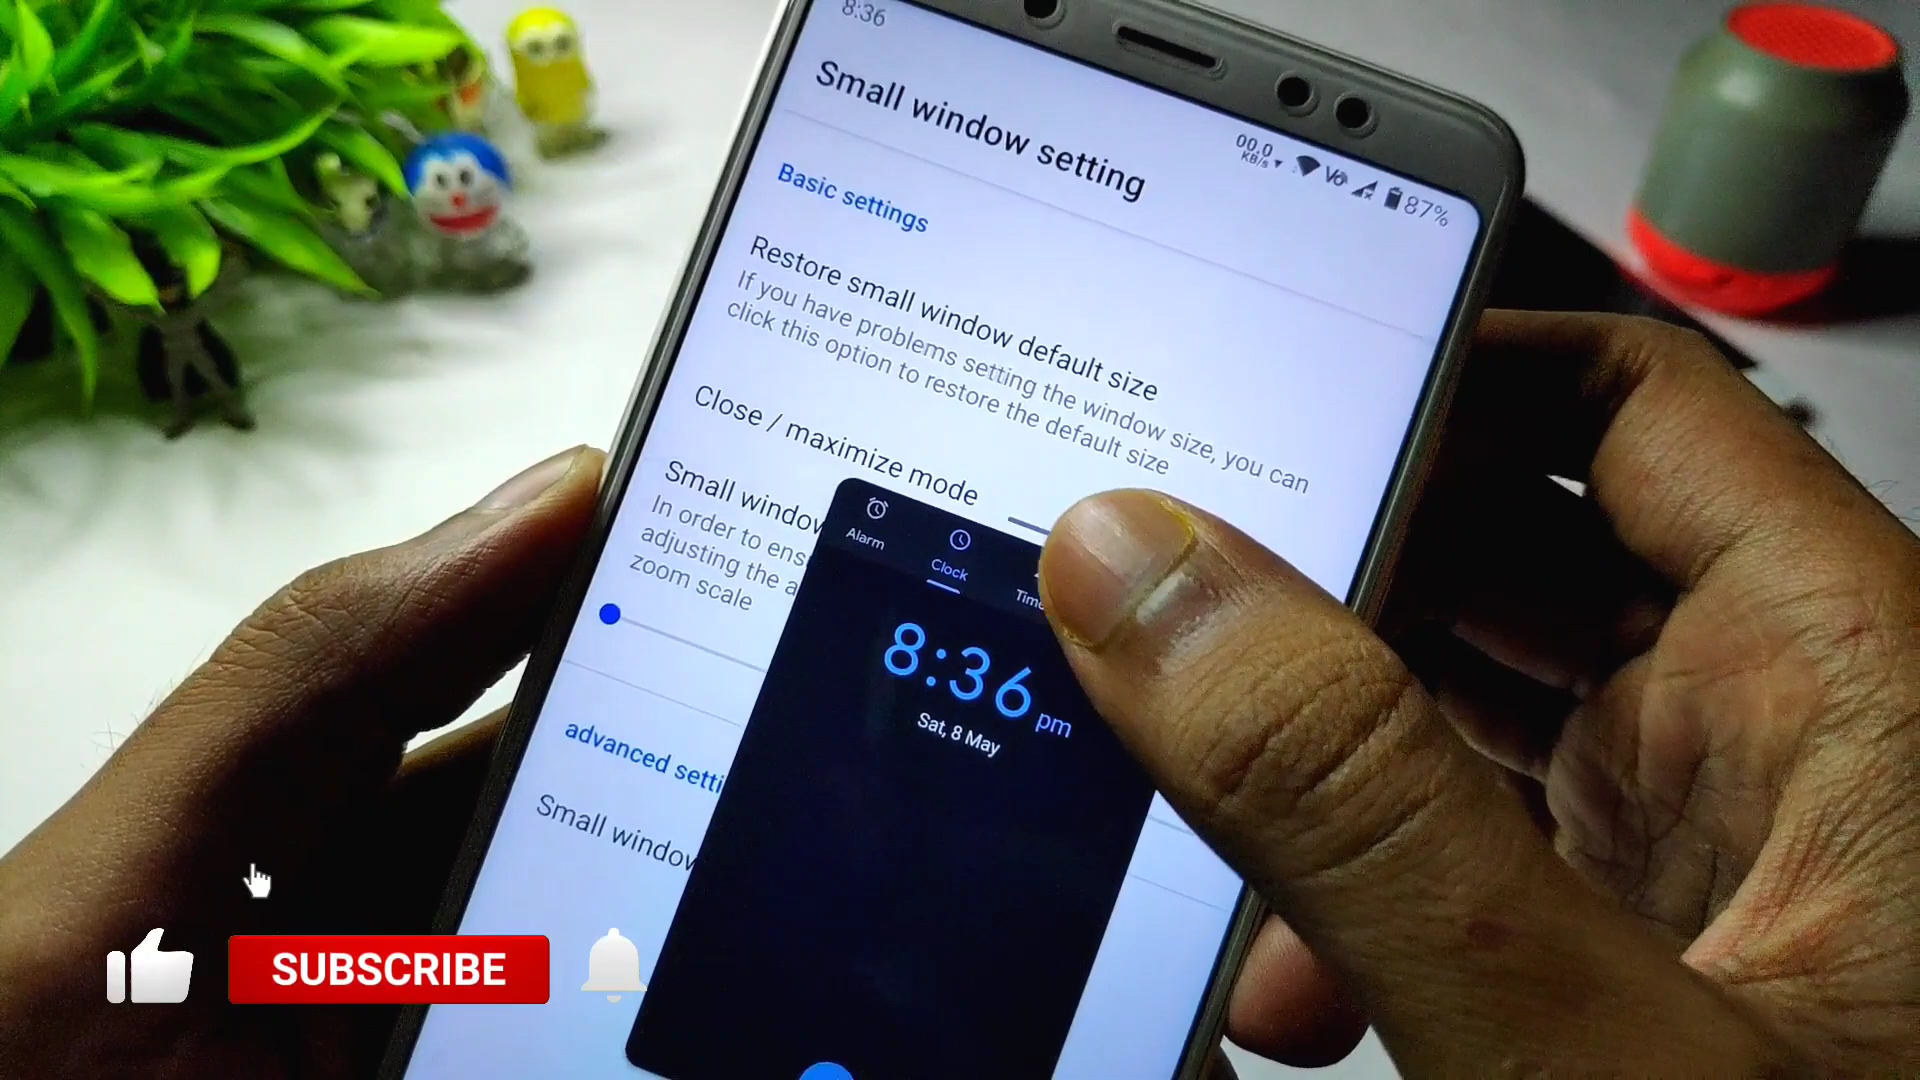 8:36
00.0
KB/s
87%
Small window setting
Basic settings
Restore small window default size
If you have problems setting the window size, you can
click this option to restore the default size
Close / maximize mode
Small window
In order to
adjusting the
zoom scale
advanced
Small window
Alarm
Clock
8:36 pm
Sat, 8 May
SUBSCRIBE